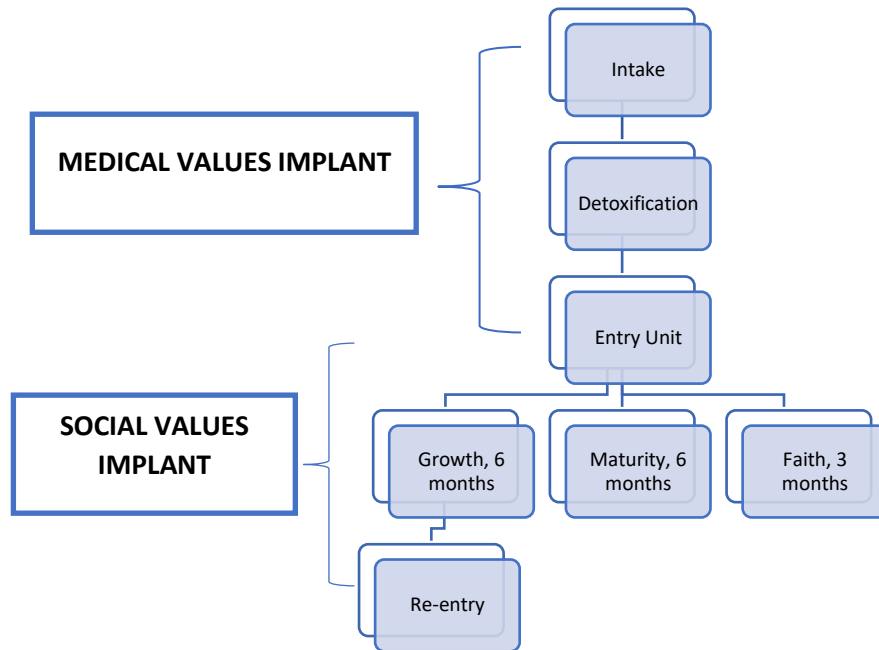 Intake
MEDICAL VALUES IMPLANT
Detoxification
Entry Unit
SOCIAL VALUES
IMPLANT
Growth, 6
months
Maturity, 6
months
Faith, 3
months
Re-entry